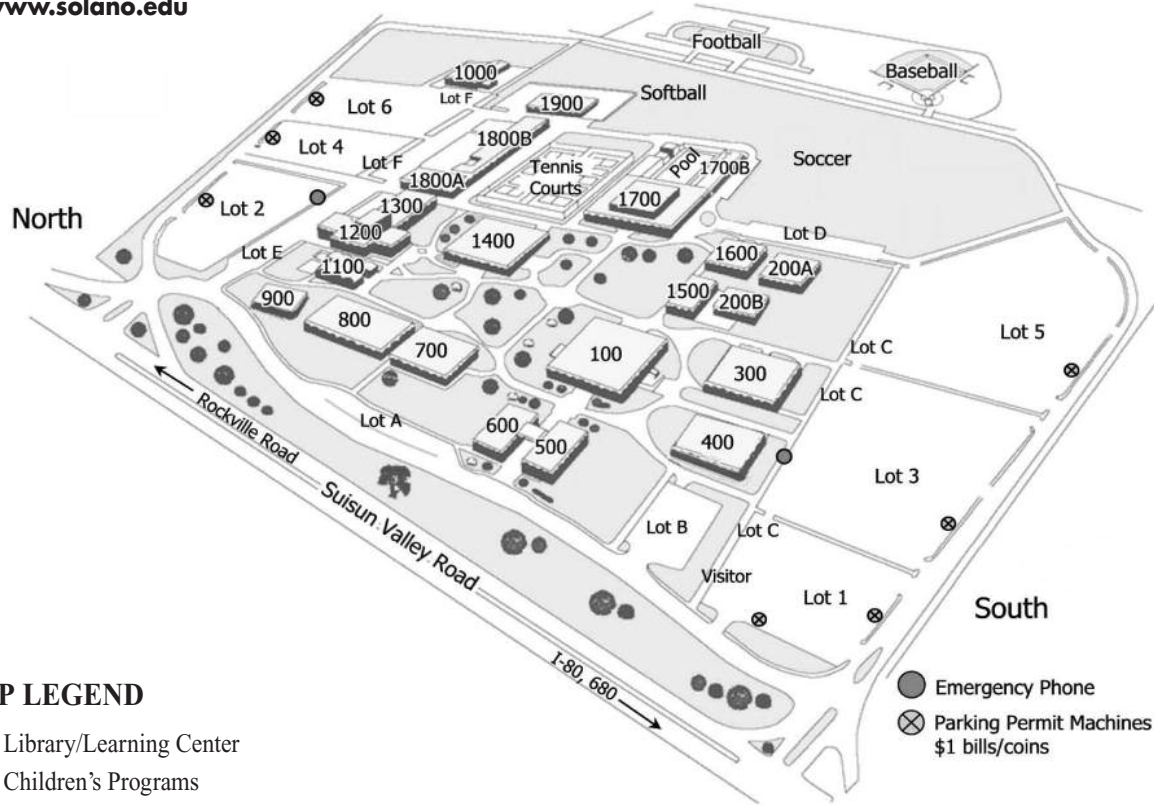 www.solano.edu
Football
Baseball
1000
Lot F
Softball
Lot 6
1900
1800B
Lot 4
Lot F
Tennis
Courts
Pool
1700B
Soccer
1800A
1700
North
Lot 2
1300
1200
1400
Lot D
Lot E
1600
1100
200A
1500
200B
900
800
700
100
Lot 5
Lot C
300
Lot C
Rockville Road
Lot A
600
500
400
Lot 3
Suisun Valley Road
Lot B
Lot C
Visitor
Lot 1
South
I-80, 680
P LEGEND
Library/Learning Center
Children's Programs
Emergency Phone
Parking Permit Machines
$1 bills/coins